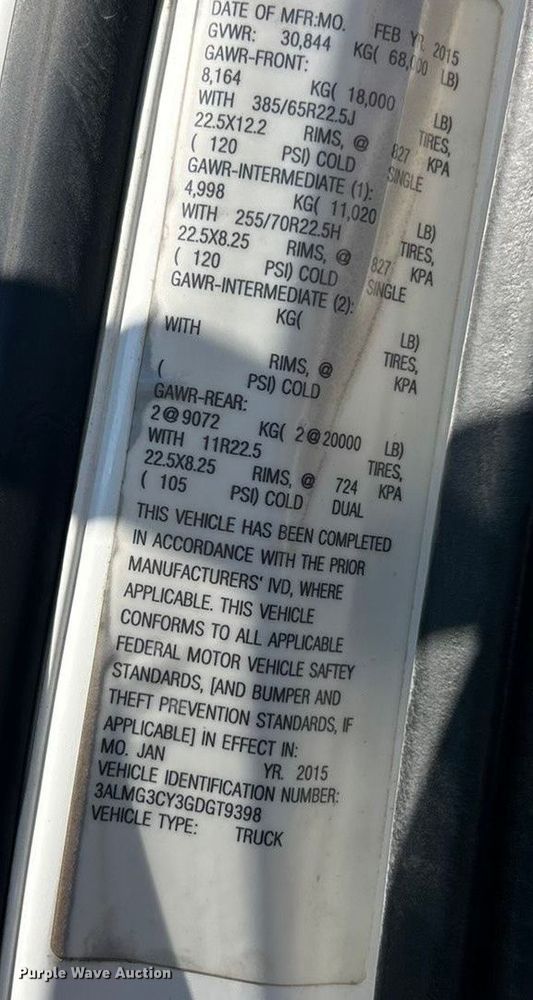 DATE OF MFR:MO. FEB YR. 2015
GVWR: 30,844 KG( 68,000 LB)
GAWR-FRONT:
8,164 KG( 18,000 LB)
WITH 385/65R22.5J TIRES,
22.5X12.2 RIMS, @ 827 KPA
( 120 PSI) COLD SINGLE
GAWR-INTERMEDIATE (1):
4,998 KG( 11,020 LB)
WITH 255/70R22.5H TIRES,
22.5X8.25 RIMS, @ 827 KPA
( 120 PSI) COLD SINGLE
GAWR-INTERMEDIATE (2):
KG( LB)
WITH TIRES,
RIMS, @ KPA
( PSI) COLD
GAWR-REAR:
2@9072 KG( 2@20000 LB)
WITH 11R22.5 TIRES,
22.5X8.25 RIMS, @ 724 KPA
( 105 PSI) COLD DUAL
THIS VEHICLE HAS BEEN COMPLETED
IN ACCORDANCE WITH THE PRIOR
MANUFACTURERS' IVD, WHERE
APPLICABLE. THIS VEHICLE
CONFORMS TO ALL APPLICABLE
FEDERAL MOTOR VEHICLE SAFTEY
STANDARDS, [AND BUMPER AND
THEFT PREVENTION STANDARDS, IF
APPLICABLE] IN EFFECT IN:
MO. JAN YR. 2015
VEHICLE IDENTIFICATION NUMBER:
3ALMG3CY3GDGT9398
VEHICLE TYPE: TRUCK
Purple Wave Auction